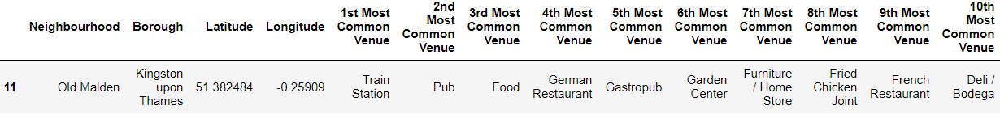 Neighbourhood Borough Latitude Longitude 1st Most Common Venue 2nd Most Common Venue 3rd Most Common Venue 4th Most Common Venue 5th Most Common Venue 6th Most Common Venue 7th Most Common Venue 8th Most Common Venue 9th Most Common Venue 10th Most Common Venue
11 Old Malden Kingston upon Thames 51.382484 -0.25909 Train Station Pub Food German Restaurant Gastropub Garden Center Furniture / Home Store Fried Chicken Joint French Restaurant Deli / Bodega